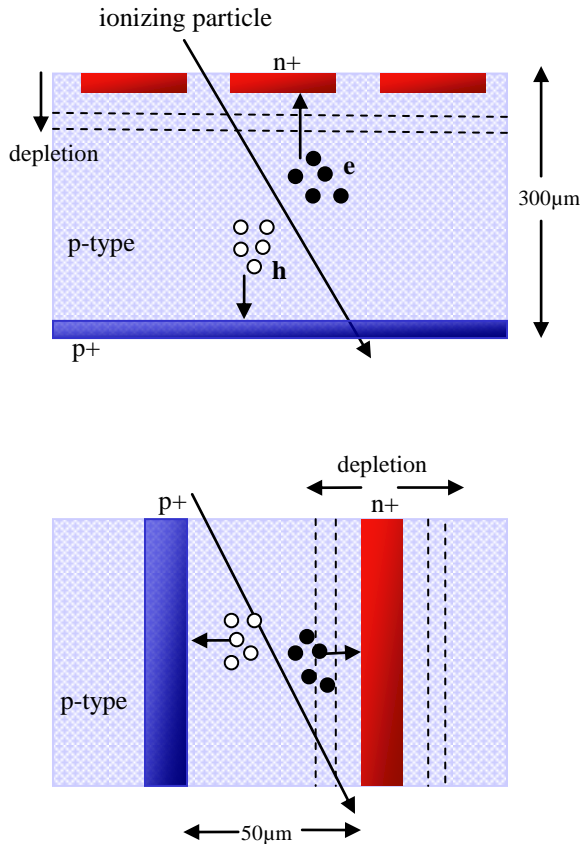 ionizing particle
n+
depletion
e
300µm
p-type
h
p+
depletion
p+
n+
p-type
50µm